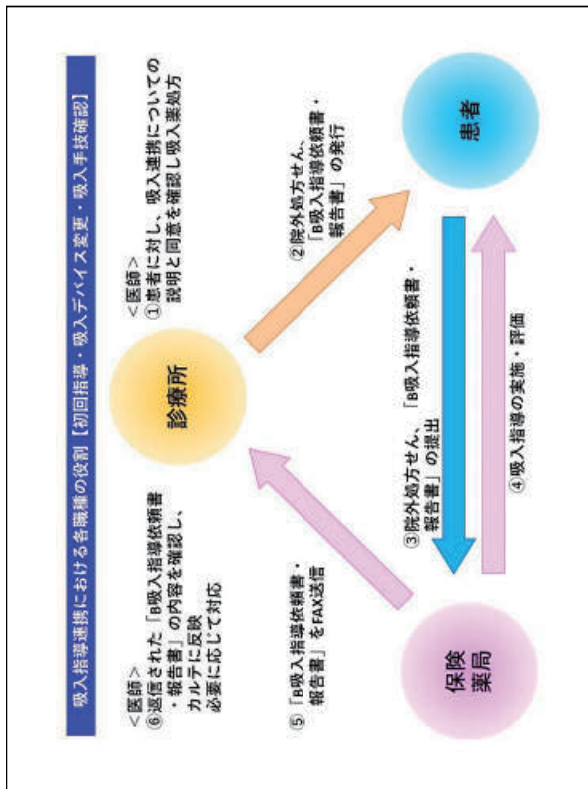 吸入指導連携における各職種の役割【初回指導・吸入デバイス変更・吸入手技確認】
<医師>
①患者に対し、吸入連携についての
説明と同意を確認し吸入薬処方
診療所
<医師>
⑥返信された「B吸入指導依頼書
・報告書」の内容を確認し、
カルテに反映
必要に応じて対応
②院外処方せん、
「B吸入指導依頼書・
報告書」の発行
⑤「B吸入指導依頼書・
報告書」をFAX送信
③院外処方せん、「B吸入指導依頼書・
報告書」の提出
④吸入指導の実施・評価
保険
薬局
患者